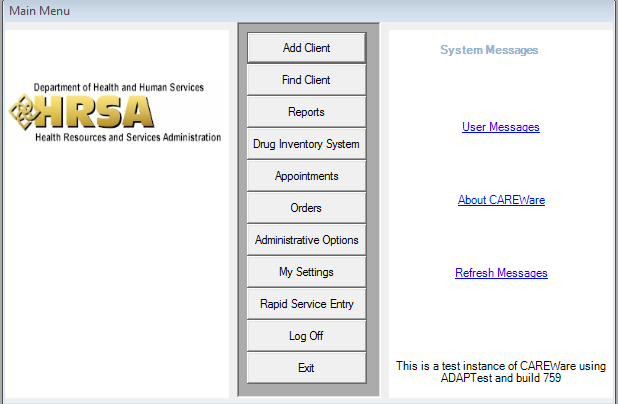 Main Menu
Department of Health and Human Services
HRSA
Health Resources and Services Administration
Add Client
Find Client
Reports
Drug Inventory System
Appointments
Orders
Administrative Options
My Settings
Rapid Service Entry
Log Off
Exit
System Messages
User Messages
About CAREWare
Refresh Messages
This is a test instance of CAREWare using
ADAPTest and build 759